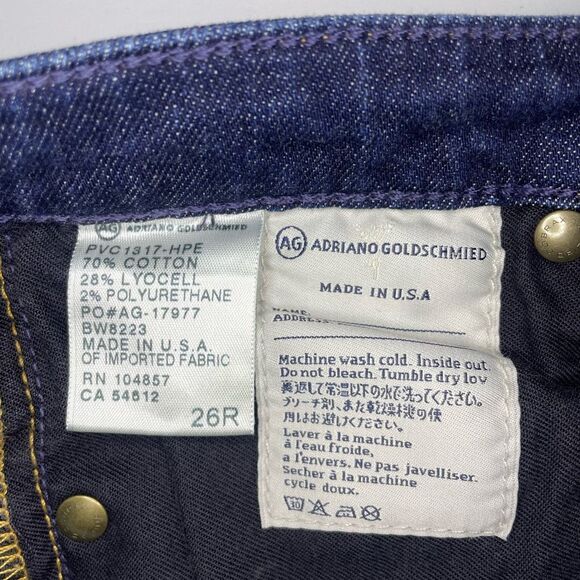 AG ADRIANO GOLDSCHMIED
PVC1317-HPE
70% COTTON
28% LYOCELL
2% POLYURETHANE
PO#AG-17977
BW8223
MADE IN U.S.A.
OF IMPORTED FABRIC
RN 104857
CA 54812
26R
AG ADRIANO GOLDSCHMIED
MADE IN U.S.A
NAME:
ADDRESS
Machine wash cold. Inside out.
Do not bleach. Tumble dry low
裏返して常温以下の水で洗ってください。
ブリーチ剤、また乾燥機の使
用はお避けください。
Laver à la machine
à l'eau froide,
a l'envers. Ne pas javelliser.
Secher à la machine
cycle doux.
30